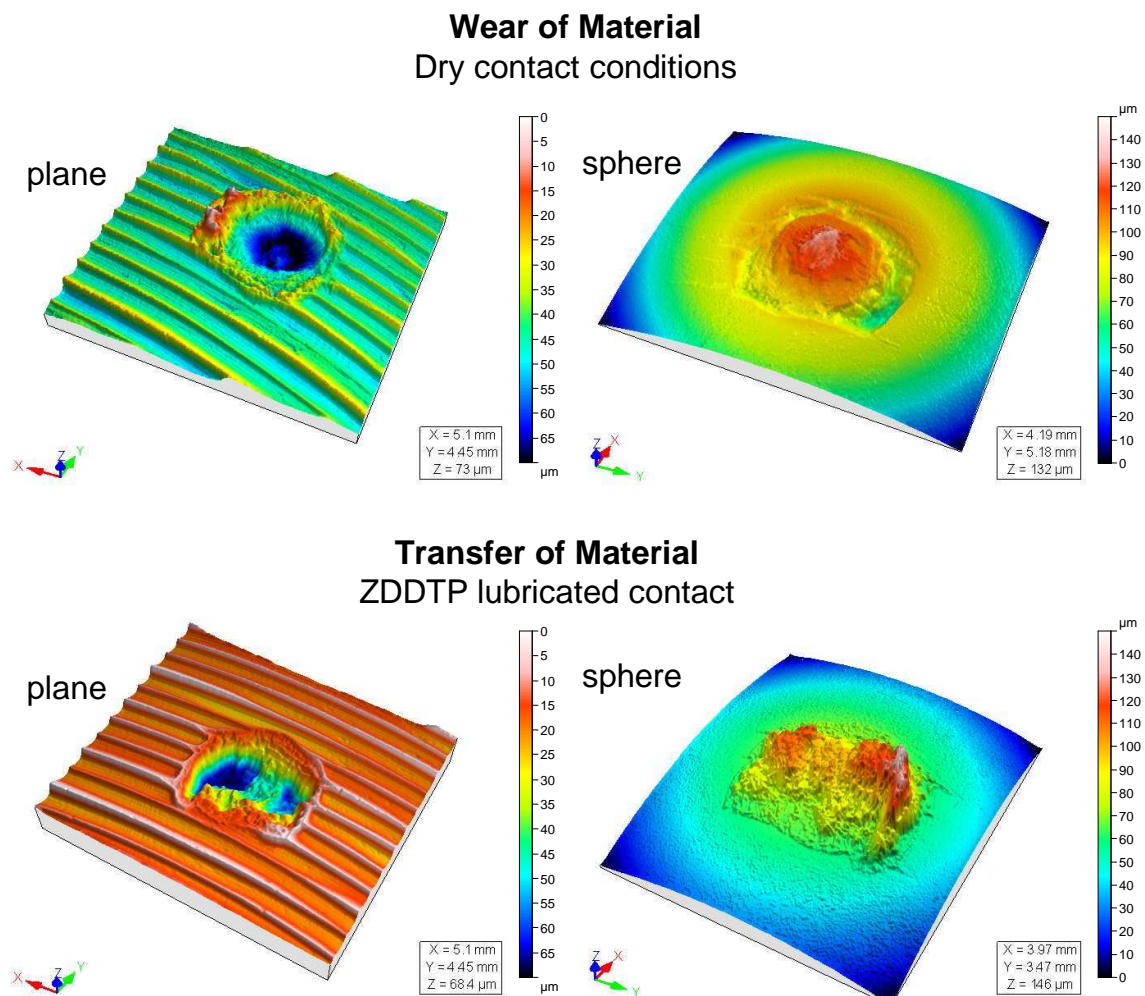 Wear of Material
Dry contact conditions
plane
0
5
10
15
20
25
30
35
40
45
50
55
60
65
µm
X = 5.1 mm
Y = 4.45 mm
Z = 73 µm
X
Z
Y
sphere
µm
140
130
120
110
100
90
80
70
60
50
40
30
20
10
0
X = 4.19 mm
Y = 5.18 mm
Z = 132 µm
Z
X
Y
Transfer of Material
ZDDTP lubricated contact
plane
0
5
10
15
20
25
30
35
40
45
50
55
60
65
µm
X = 5.1 mm
Y = 4.45 mm
Z = 68.4 µm
X
Z
Y
sphere
µm
140
130
120
110
100
90
80
70
60
50
40
30
20
10
0
X = 3.97 mm
Y = 3.47 mm
Z = 146 µm
Z
X
Y